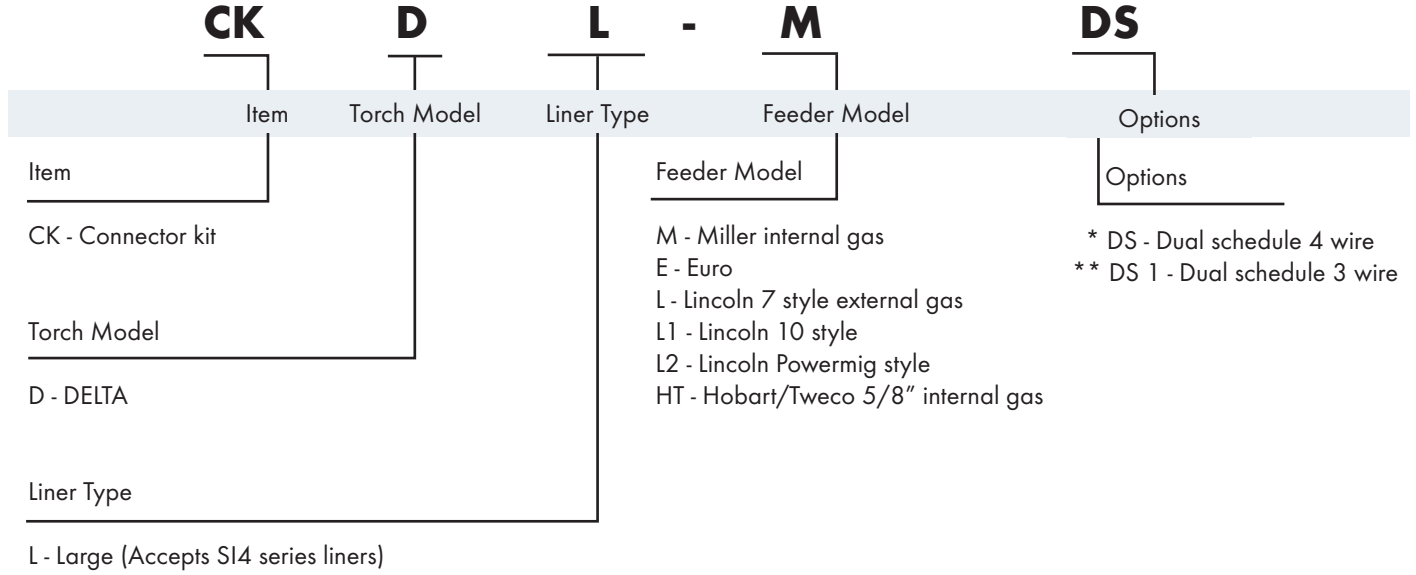 CK D L - M DS
Item Torch Model Liner Type Feeder Model Options
Item
CK - Connector kit
Torch Model
D - DELTA
Liner Type
L - Large (Accepts SI4 series liners)
Feeder Model
M - Miller internal gas
E - Euro
L - Lincoln 7 style external gas
L1 - Lincoln 10 style
L2 - Lincoln Powermig style
HT - Hobart/Tweco 5/8” internal gas
Options
* DS - Dual schedule 4 wire
** DS 1 - Dual schedule 3 wire